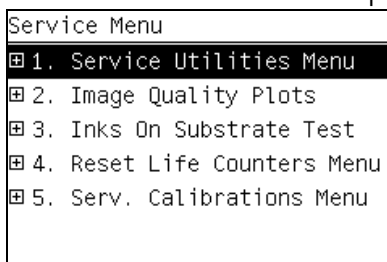 Service Menu
⊞ 1. Service Utilities Menu
⊞ 2. Image Quality Plots
⊞ 3. Inks On Substrate Test
⊞ 4. Reset Life Counters Menu
⊞ 5. Serv. Calibrations Menu